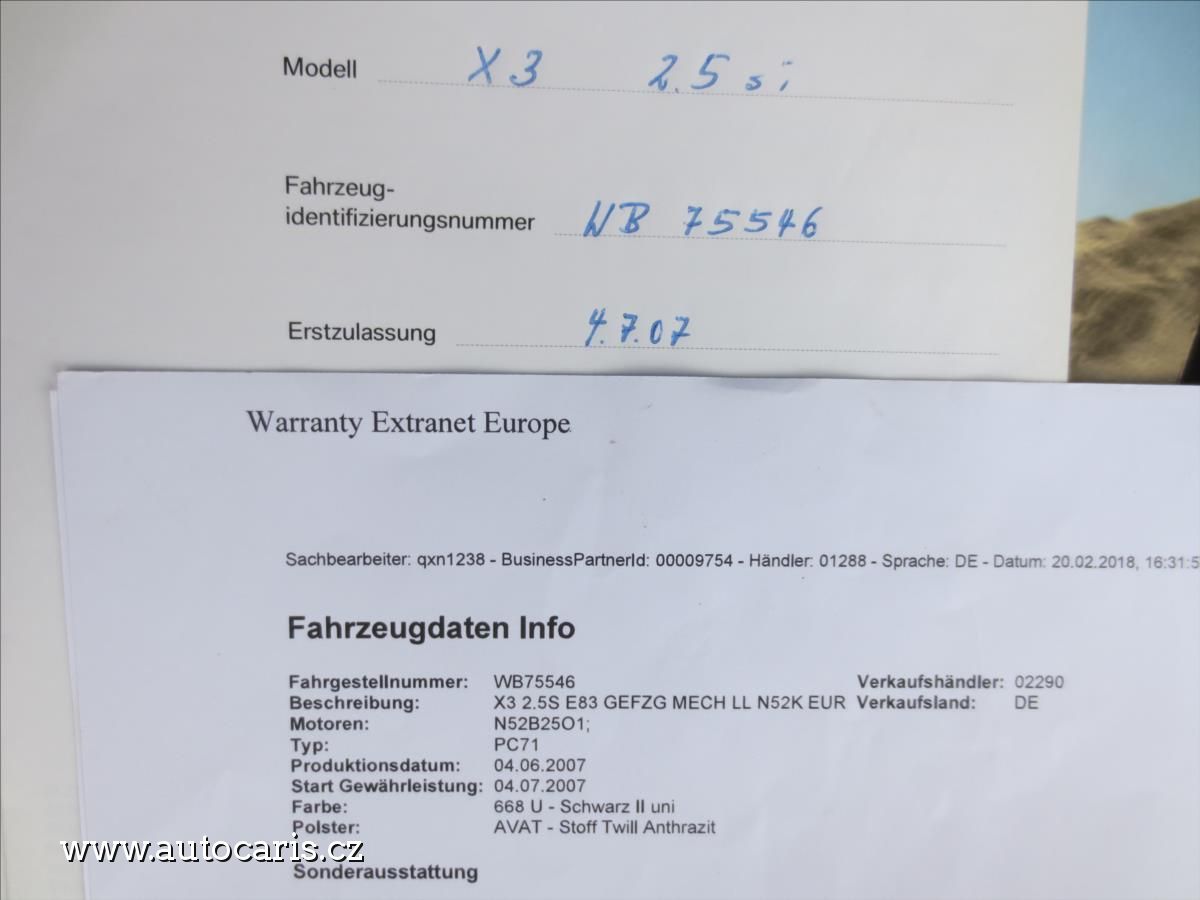 Modell X3 2.5 si
Fahrzeug-
identifizierungsnummer WB 75546
Erstzulassung 4.7.07
Warranty Extranet Europe
Sachbearbeiter: qxn1238 - BusinessPartnerId: 00009754 - Händler: 01288 - Sprache: DE - Datum: 20.02.2018, 16:31:5
Fahrzeugdaten Info
Fahrgestellnummer: WB75546 Verkaufshändler: 02290
Beschreibung: X3 2.5S E83 GEFZG MECH LL N52K EUR Verkaufsland: DE
Motoren: N52B25O1;
Typ: PC71
Produktionsdatum: 04.06.2007
Start Gewährleistung: 04.07.2007
Farbe: 668 U - Schwarz II uni
Polster: AVAT - Stoff Twill Anthrazit
www.autocaris.cz
Sonderausstattung